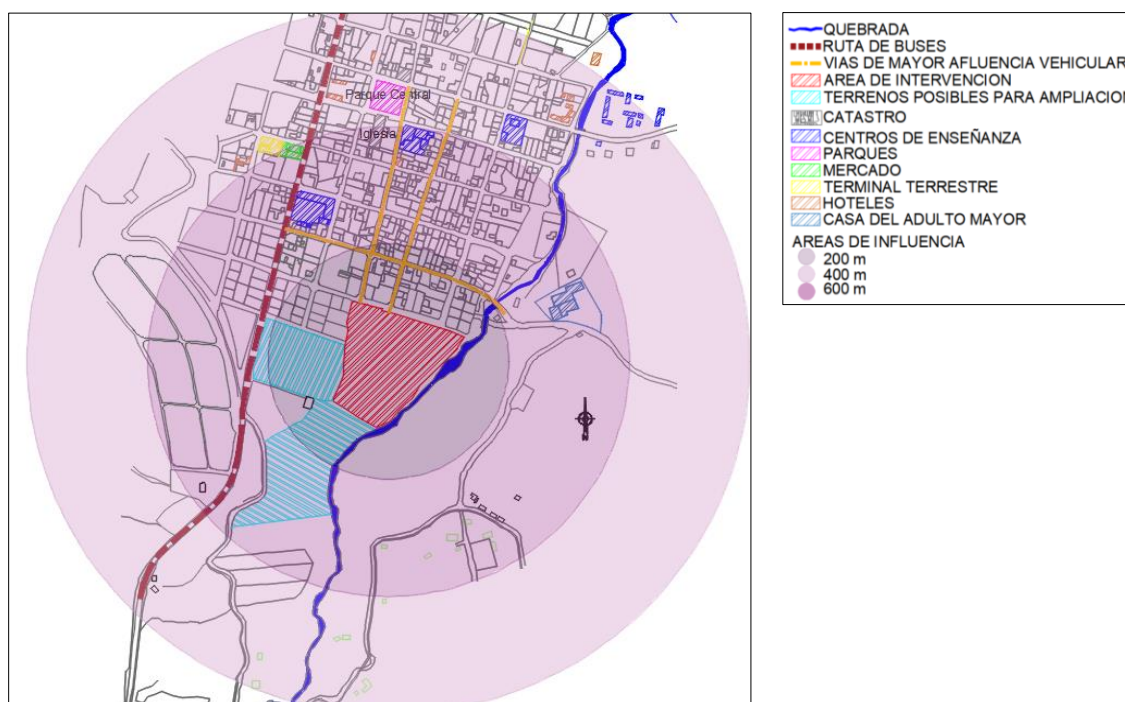 Parque Central
Iglesia
QUEBRADA
RUTA DE BUSES
VIAS DE MAYOR AFLUENCIA VEHICULAR
AREA DE INTERVENCION
TERRENOS POSIBLES PARA AMPLIACION
CATASTRO
CENTROS DE ENSEÑANZA
PARQUES
MERCADO
TERMINAL TERRESTRE
HOTELES
CASA DEL ADULTO MAYOR
AREAS DE INFLUENCIA
200 m
400 m
600 m